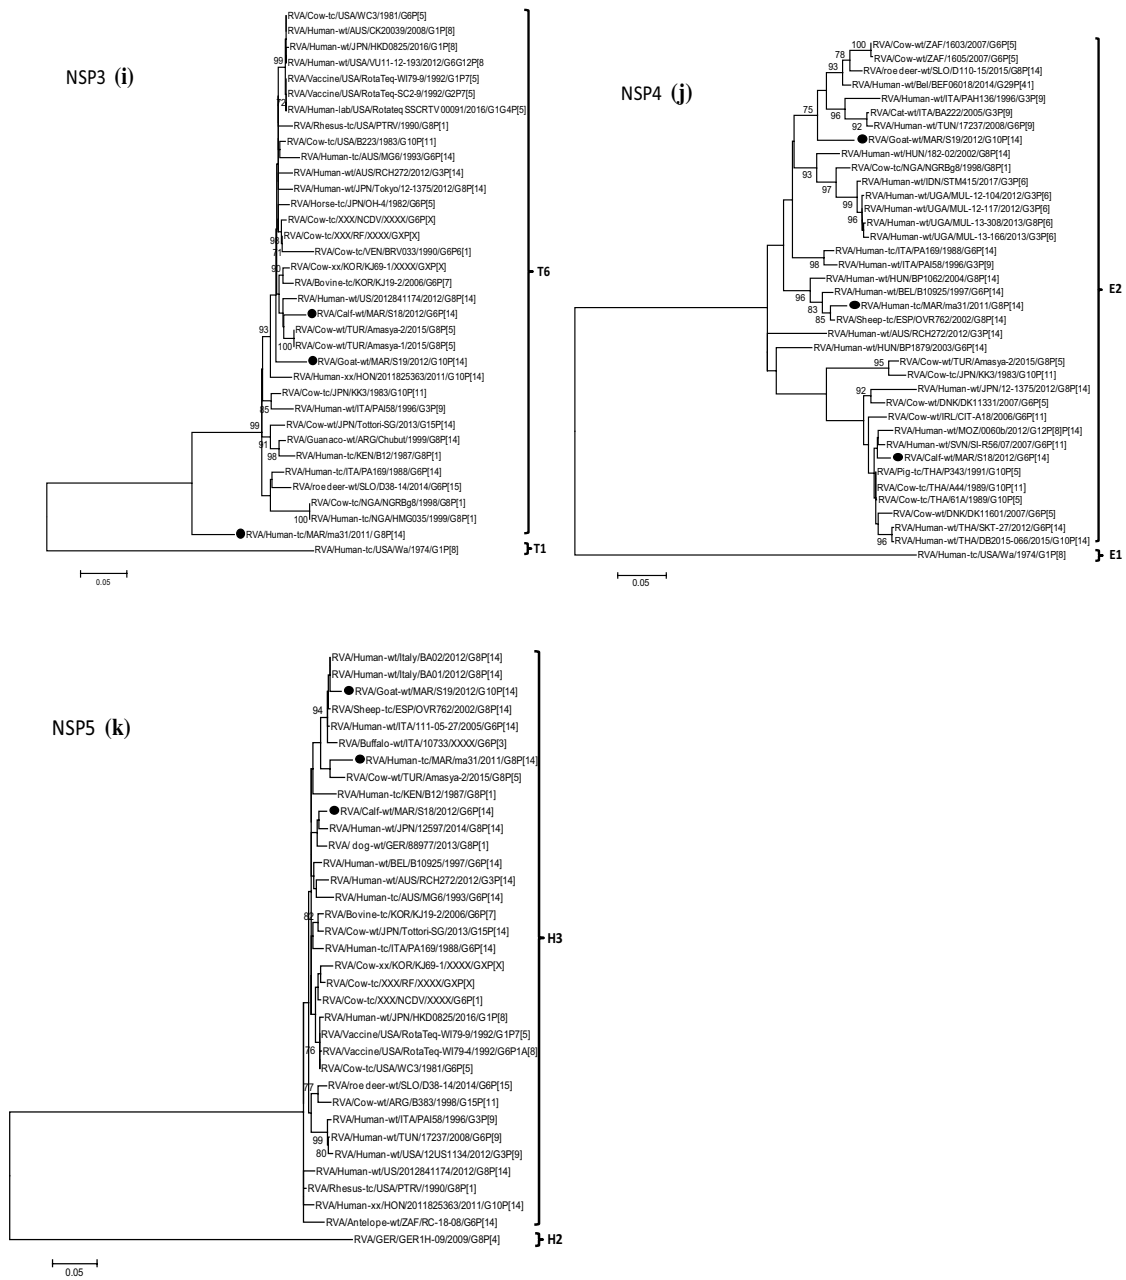 NSP3 (i)
RVA/Cow-tc/USA/WC3/1981/G6P[5]
RVA/Human-wt/AUS/CK20039/2008/G1P[8]
RVA/Human-wt/JPN/HKD0825/2016/G1P[8]
RVA/Human-wt/USA/VU11-12-193/2012/G6G12P[8
99
RVA/Vaccine/USA/RotaTeq-WI79-9/1992/G1P7[5]
RVA/Vaccine/USA/RotaTeq-SC2-9/1992/G2P7[5]
72
RVA/Human-lab/USA/Rotateq SSCRTV 00091/2016/G1G4P[5]
RVA/Rhesus-tc/USA/PTRV/1990/G8P[1]
RVA/Cow-tc/USA/B223/1983/G10P[11]
RVA/Human-tc/AUS/MG6/1993/G6P[14]
RVA/Human-wt/AUS/RCH272/2012/G3P[14]
RVA/Human-wt/JPN/Tokyo/12-1375/2012/G8P[14]
RVA/Horse-tc/JPN/OH-4/1982/G6P[5]
RVA/Cow-tc/XXX/NCDV/XXXX/G6P[X]
RVA/Cow-tc/XXX/RF/XXXX/GXP[X]
98
71
RVA/Cow-tc/VEN/BRV033/1990/G6P6[1]
RVA/Cow-xx/KOR/KJ69-1/XXXX/GXP[X]
90
RVA/Bovine-tc/KOR/KJ19-2/2006/G6P[7]
RVA/Human-wt/US/2012841174/2012/G8P[14]
RVA/Calf-wt/MAR/S18/2012/G6P[14]
RVA/Cow-wt/TUR/Amasya-2/2015/G8P[5]
93
RVA/Cow-wt/TUR/Amasya-1/2015/G8P[5]
100
RVA/Goat-wt/MAR/S19/2012/G10P[14]
RVA/Human-xx/HON/2011825363/2011/G10P[14]
RVA/Cow-tc/JPN/KK3/1983/G10P[11]
85
RVA/Human-wt/ITA/PAI58/1996/G3P[9]
99
RVA/Cow-wt/JPN/Tottori-SG/2013/G15P[14]
RVA/Guanaco-wt/ARG/Chubut/1999/G8P[14]
91
98
RVA/Human-tc/KEN/B12/1987/G8P[1]
RVA/Human-tc/ITA/PA169/1988/G6P[14]
RVA/roe deer-wt/SLO/D38-14/2014/G6P[15]
RVA/Cow-tc/NGA/NGRBg8/1998/G8P[1]
100
RVA/Human-tc/NGA/HMG035/1999/G8P[1]
RVA/Human-tc/MAR/ma31/2011/G8P[14]
RVA/Human-tc/USA/Wa/1974/G1P[8]
T6
T1
0.05
NSP4 (j)
100
RVA/Cow-wt/ZAF/1603/2007/G6P[5]
78
RVA/Cow-wt/ZAF/1605/2007/G6P[5]
93
RVA/roe deer-wt/SLO/D110-15/2015/G8P[14]
RVA/Human-wt/Bel/BEF06018/2014/G29P[41]
RVA/Human-wt/ITA/PAH136/1996/G3P[9]
75
96
RVA/Cat-wt/ITA/BA222/2005/G3P[9]
92
RVA/Human-wt/TUN/17237/2008/G6P[9]
RVA/Goat-wt/MAR/S19/2012/G10P[14]
RVA/Human-wt/HUN/182-02/2002/G8P[14]
RVA/Cow-tc/NGA/NGRBg8/1998/G8P[1]
93
97
RVA/Human-wt/IDN/STM415/2017/G3P[6]
RVA/Human-wt/UGA/MUL-12-104/2012/G3P[6]
99
RVA/Human-wt/UGA/MUL-12-117/2012/G3P[6]
96
RVA/Human-wt/UGA/MUL-13-308/2013/G8P[6]
RVA/Human-wt/UGA/MUL-13-166/2013/G3P[6]
RVA/Human-tc/ITA/PA169/1988/G6P[14]
98
RVA/Human-wt/ITA/PAI58/1996/G3P[9]
RVA/Human-wt/HUN/BP1062/2004/G8P[14]
96
RVA/Human-wt/BEL/B10925/1997/G6P[14]
83
RVA/Human-tc/MAR/ma31/2011/G8P[14]
85
RVA/Sheep-tc/ESP/OVR762/2002/G8P[14]
RVA/Human-wt/AUS/RCH272/2012/G3P[14]
RVA/Human-wt/HUN/BP1879/2003/G6P[14]
95
RVA/Cow-wt/TUR/Amasya-2/2015/G8P[5]
RVA/Cow-tc/JPN/KK3/1983/G10P[11]
92
RVA/Human-wt/JPN/12-1375/2012/G8P[14]
RVA/Cow-wt/DNK/DK11331/2007/G6P[5]
RVA/Cow-wt/IRL/CIT-A18/2006/G6P[11]
RVA/Human-wt/MOZ/0060b/2012/G12P[8]P[14]
RVA/Human-wt/SVN/SI-R56/07/2007/G6P[11]
RVA/Calf-wt/MAR/S18/2012/G6P[14]
RVA/Pig-tc/THA/P343/1991/G10P[5]
RVA/Cow-tc/THA/A44/1989/G10P[11]
RVA/Cow-tc/THA/61A/1989/G10P[5]
RVA/Cow-wt/DNK/DK11601/2007/G6P[5]
RVA/Human-wt/THA/SKT-27/2012/G6P[14]
96
RVA/Human-wt/THA/DB2015-066/2015/G10P[14]
RVA/Human-tc/USA/Wa/1974/G1P[8]
E2
E1
0.05
NSP5 (k)
RVA/Human-wt/Italy/BA02/2012/G8P[14]
RVA/Human-wt/Italy/BA01/2012/G8P[14]
RVA/Goat-wt/MAR/S19/2012/G10P[14]
94
RVA/Sheep-tc/ESP/OVR762/2002/G8P[14]
RVA/Human-wt/ITA/111-05-27/2005/G6P[14]
RVA/Buffalo-wt/ITA/10733/XXXX/G6P[3]
RVA/Human-tc/MAR/ma31/2011/G8P[14]
RVA/Cow-wt/TUR/Amasya-2/2015/G8P[5]
RVA/Human-tc/KEN/B12/1987/G8P[1]
RVA/Calf-wt/MAR/S18/2012/G6P[14]
RVA/Human-wt/JPN/12597/2014/G8P[14]
RVA/ dog-wt/GER/88977/2013/G8P[1]
RVA/Human-wt/BEL/B10925/1997/G6P[14]
RVA/Human-wt/AUS/RCH272/2012/G3P[14]
RVA/Human-tc/AUS/MG6/1993/G6P[14]
82
RVA/Bovine-tc/KOR/KJ19-2/2006/G6P[7]
RVA/Cow-wt/JPN/Tottori-SG/2013/G15P[14]
RVA/Human-tc/ITA/PA169/1988/G6P[14]
RVA/Cow-xx/KOR/KJ69-1/XXXX/GXP[X]
RVA/Cow-tc/XXX/RF/XXXX/GXP[X]
RVA/Cow-tc/XXX/NCDV/XXXX/G6P[1]
RVA/Human-wt/JPN/HKD0825/2016/G1P[8]
RVA/Vaccine/USA/RotaTeq-WI79-9/1992/G1P7[5]
76
RVA/Vaccine/USA/RotaTeq-WI79-4/1992/G6P1A[8]
RVA/Cow-tc/USA/WC3/1981/G6P[5]
77
RVA/roe deer-wt/SLO/D38-14/2014/G6P[15]
RVA/Cow-wt/ARG/B383/1998/G15P[11]
RVA/Human-wt/ITA/PAI58/1996/G3P[9]
99
RVA/Human-wt/TUN/17237/2008/G6P[9]
80
RVA/Human-wt/USA/12US1134/2012/G3P[9]
RVA/Human-wt/US/2012841174/2012/G8P[14]
RVA/Rhesus-tc/USA/PTRV/1990/G8P[1]
RVA/Human-xx/HON/2011825363/2011/G10P[14]
RVA/Antelope-wt/ZAF/RC-18-08/G6P[14]
RVA/GER/GER1H-09/2009/G8P[4]
H3
H2
0.05